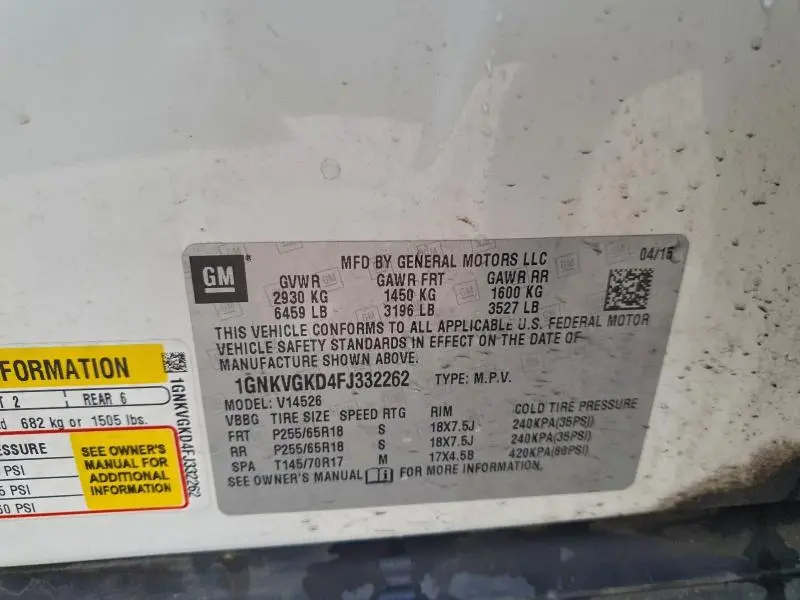 GM
MFD BY GENERAL MOTORS LLC
04/15
GVWR GAWR FRT GAWR RR
2930 KG 1450 KG 1600 KG
6459 LB 3196 LB 3527 LB
THIS VEHICLE CONFORMS TO ALL APPLICABLE U.S. FEDERAL MOTOR
VEHICLE SAFETY STANDARDS IN EFFECT ON THE DATE OF
MANUFACTURE SHOWN ABOVE.
1GNKVGKD4FJ332262 TYPE: M.P.V.
MODEL: V14526
VBBG TIRE SIZE SPEED RTG RIM COLD TIRE PRESSURE
FRT P255/65R18 S 18X7.5J 240KPA(35PSI)
RR P255/65R18 S 18X7.5J 240KPA(35PSI)
SPA T145/70R17 M 17X4.5B 420KPA(60PSI)
SEE OWNER'S MANUAL FOR MORE INFORMATION.
FORMATION
2 REAR 6
682 kg or 1505 lbs.
1GNKVGKD4FJ332262
SSURE
PSI
5 PSI
60 PSI
SEE OWNER'S
MANUAL FOR
ADDITIONAL
INFORMATION